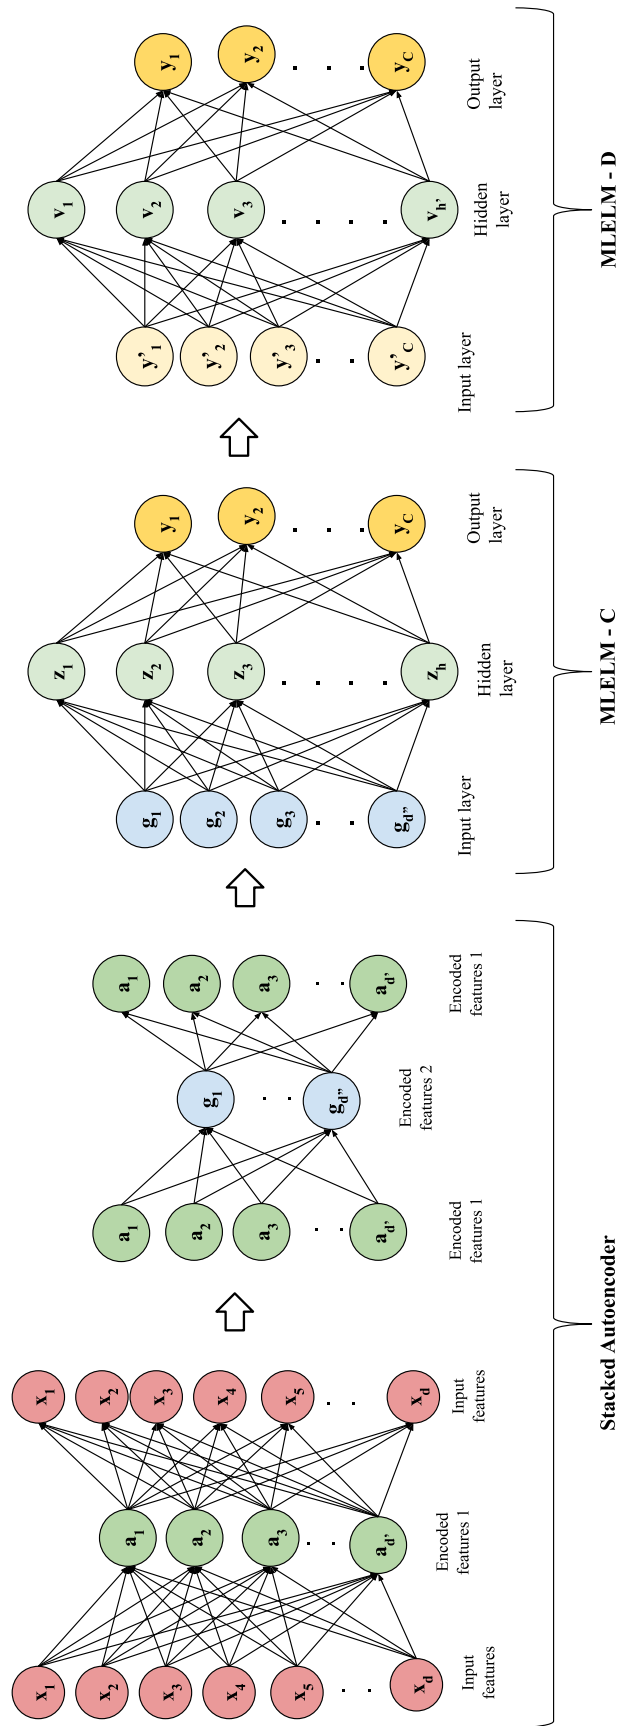 x1
x2
x3
x4
x5
. .
xd
Input
features
a1
a2
a3
. .
ad'
Encoded
features 1
x1
x2
x3
x4
x5
. .
xd
Input
features
a1
a2
a3
. .
ad'
Encoded
features 1
g1
. .
gd''
Encoded
features 2
a1
a2
a3
. .
ad'
Encoded
features 1
Stacked Autoencoder
g1
g2
g3
. .
gd''
Input layer
z1
z2
z3
. . . .
zh
Hidden
layer
y1
y2
. . .
yC
Output
layer
MLELM - C
y'1
y'2
y'3
. .
y'C
Input layer
v1
v2
v3
. . . .
vh'
Hidden
layer
y1
y2
. . .
yC
Output
layer
MLELM - D